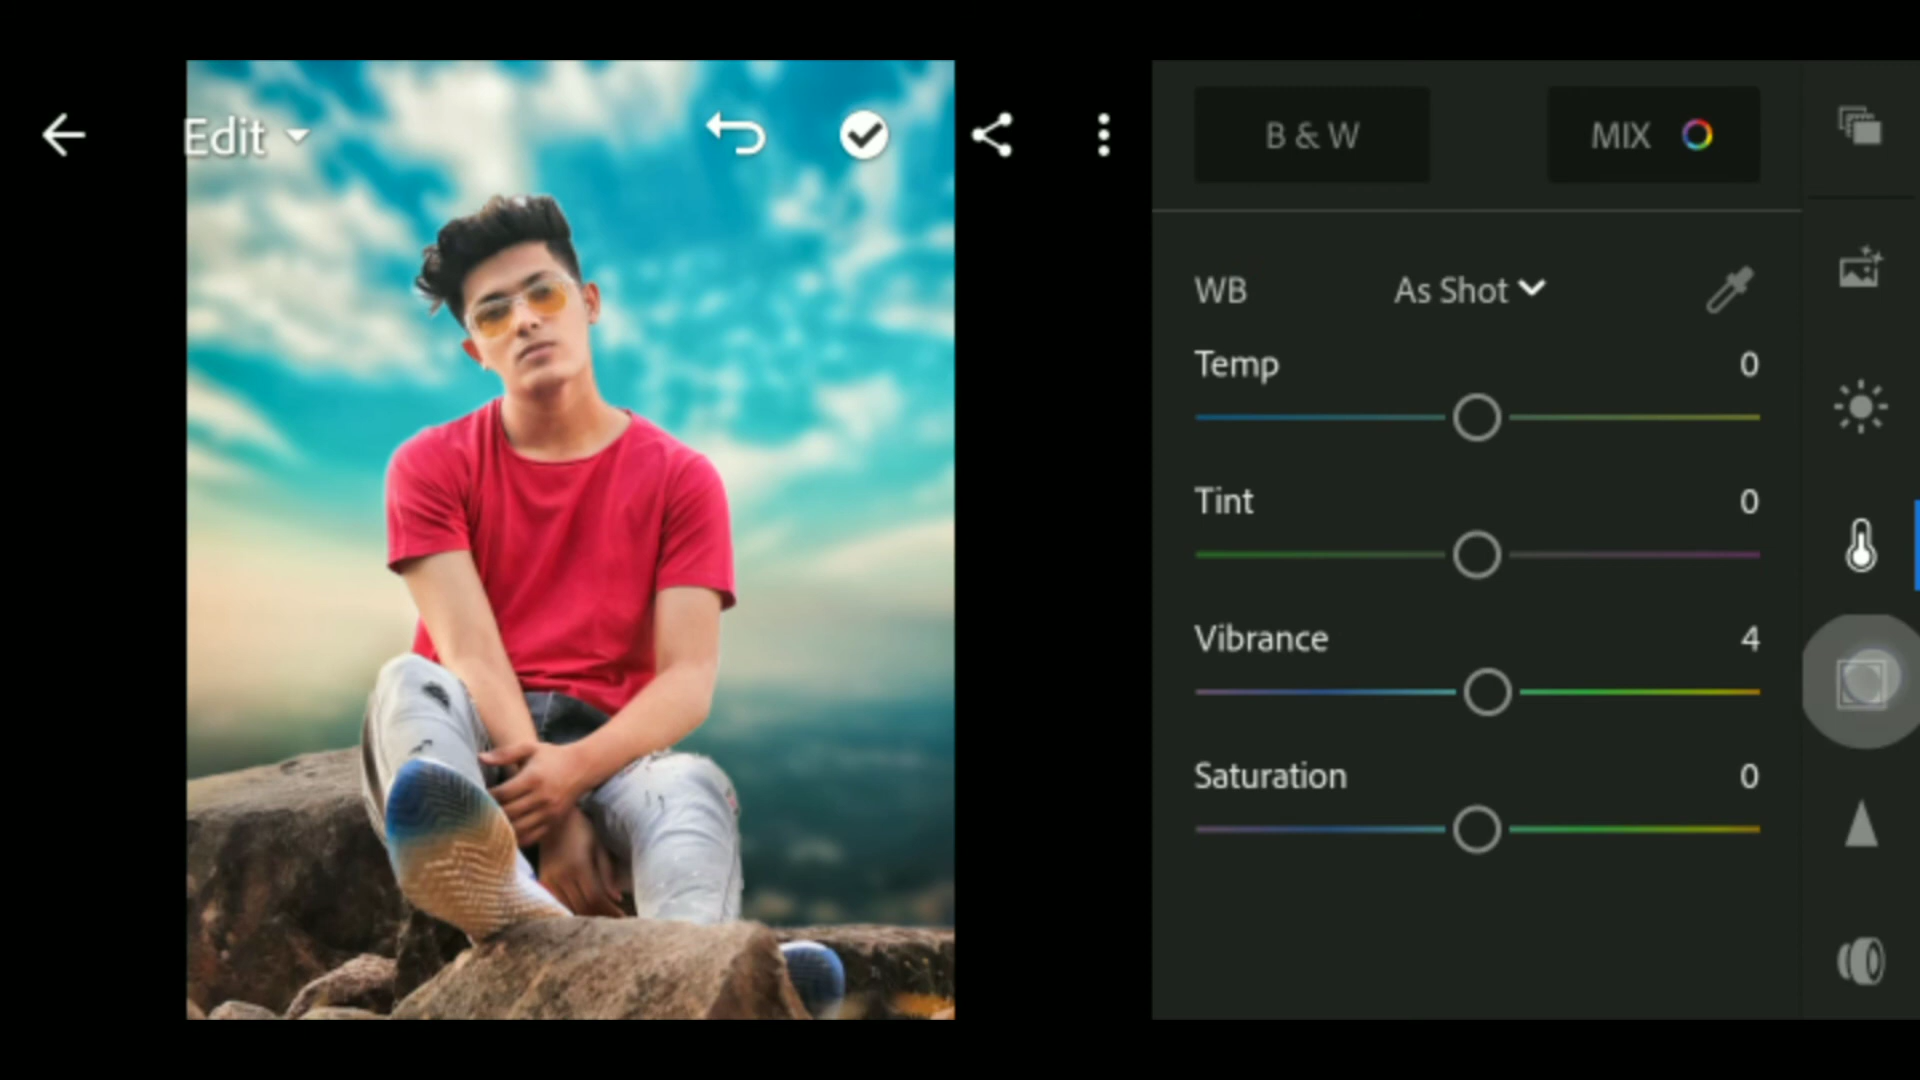 Edit
B & W
MIX
WB
As Shot
Temp
0
Tint
0
Vibrance
4
Saturation
0